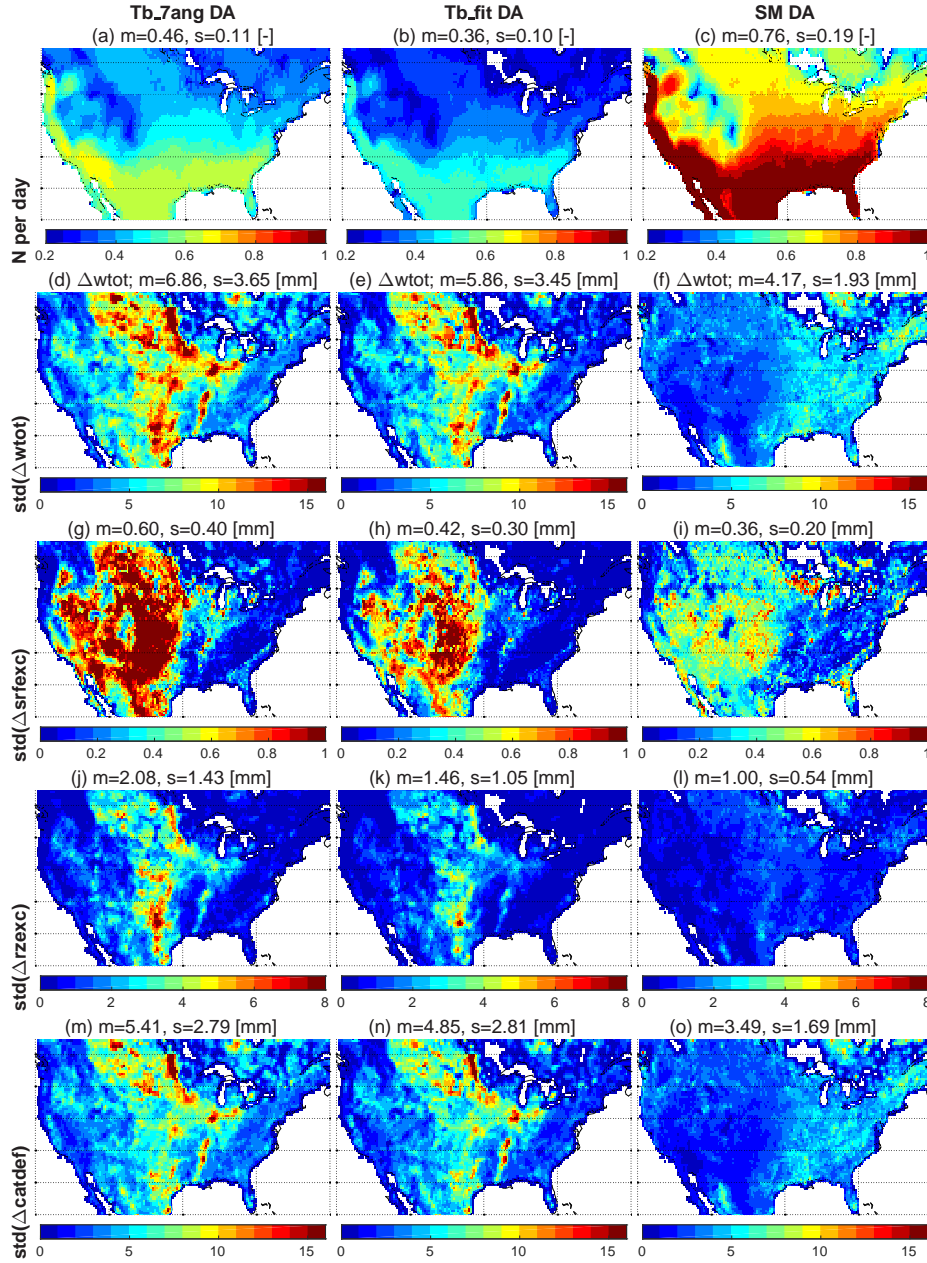 Tb_7ang DA Tb_fit DA SM DA
(a) m=0.46, s=0.11 [-] (b) m=0.36, s=0.10 [-] (c) m=0.76, s=0.19 [-]
N per day
0.2 0.4 0.6 0.8 1 0.2 0.4 0.6 0.8 1 0.2 0.4 0.6 0.8 1
(d) Δwtot; m=6.86, s=3.65 [mm] (e) Δwtot; m=5.86, s=3.45 [mm] (f) Δwtot; m=4.17, s=1.93 [mm]
std(Δwtot)
0 5 10 15 0 5 10 15 0 5 10 15
(g) m=0.60, s=0.40 [mm] (h) m=0.42, s=0.30 [mm] (i) m=0.36, s=0.20 [mm]
std(Δsrfexc)
0 0.2 0.4 0.6 0.8 1 0 0.2 0.4 0.6 0.8 1 0 0.2 0.4 0.6 0.8 1
(j) m=2.08, s=1.43 [mm] (k) m=1.46, s=1.05 [mm] (l) m=1.00, s=0.54 [mm]
std(Δrzexc)
0 2 4 6 8 0 2 4 6 8 0 2 4 6 8
(m) m=5.41, s=2.79 [mm] (n) m=4.85, s=2.81 [mm] (o) m=3.49, s=1.69 [mm]
std(Δcatdef)
0 5 10 15 0 5 10 15 0 5 10 15